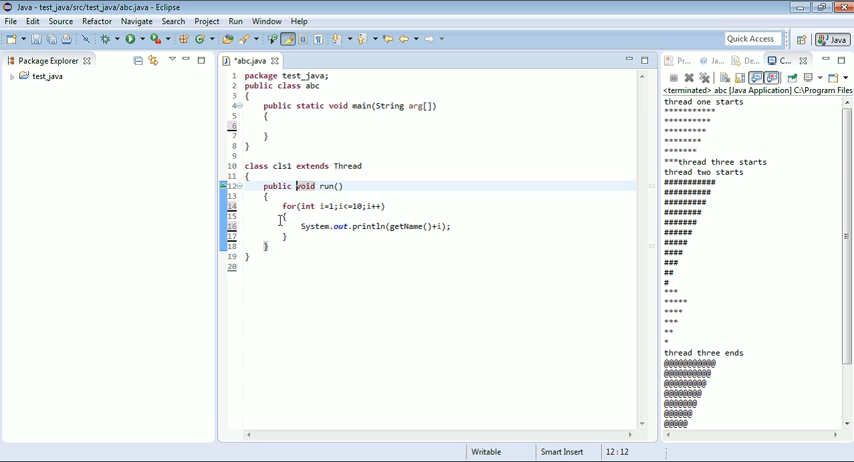 Java - test_java/src/test_java/abc.java - Eclipse
File Edit Source Refactor Navigate Search Project Run Window Help
Quick Access
Java
Package Explorer
test_java
*abc.java
1 package test_java;
2 public class abc
3 {
4 public static void main(String arg[])
5 {
6
7 }
8 }
9
10 class cls1 extends Thread
11 {
12 public void run()
13 {
14 for(int i=1;i<=10;i++)
15 {
16 System.out.println(getName()+i);
17 }
18 }
19 }
20
Pr... Ja... De... C...
<terminated> abc [Java Application] C:\Program Files
thread one starts
***********
**********
*********
********
*******
***thread three starts
thread two starts
###########
##########
#########
########
#######
######
#####
####
###
##
#
***
*****
****
***
**
*
thread three ends
@@@@@@@@@@@
@@@@@@@@@@
@@@@@@@@@
@@@@@@@@
@@@@@@@
@@@@@@
@@@@@
Writable Smart Insert 12 : 12